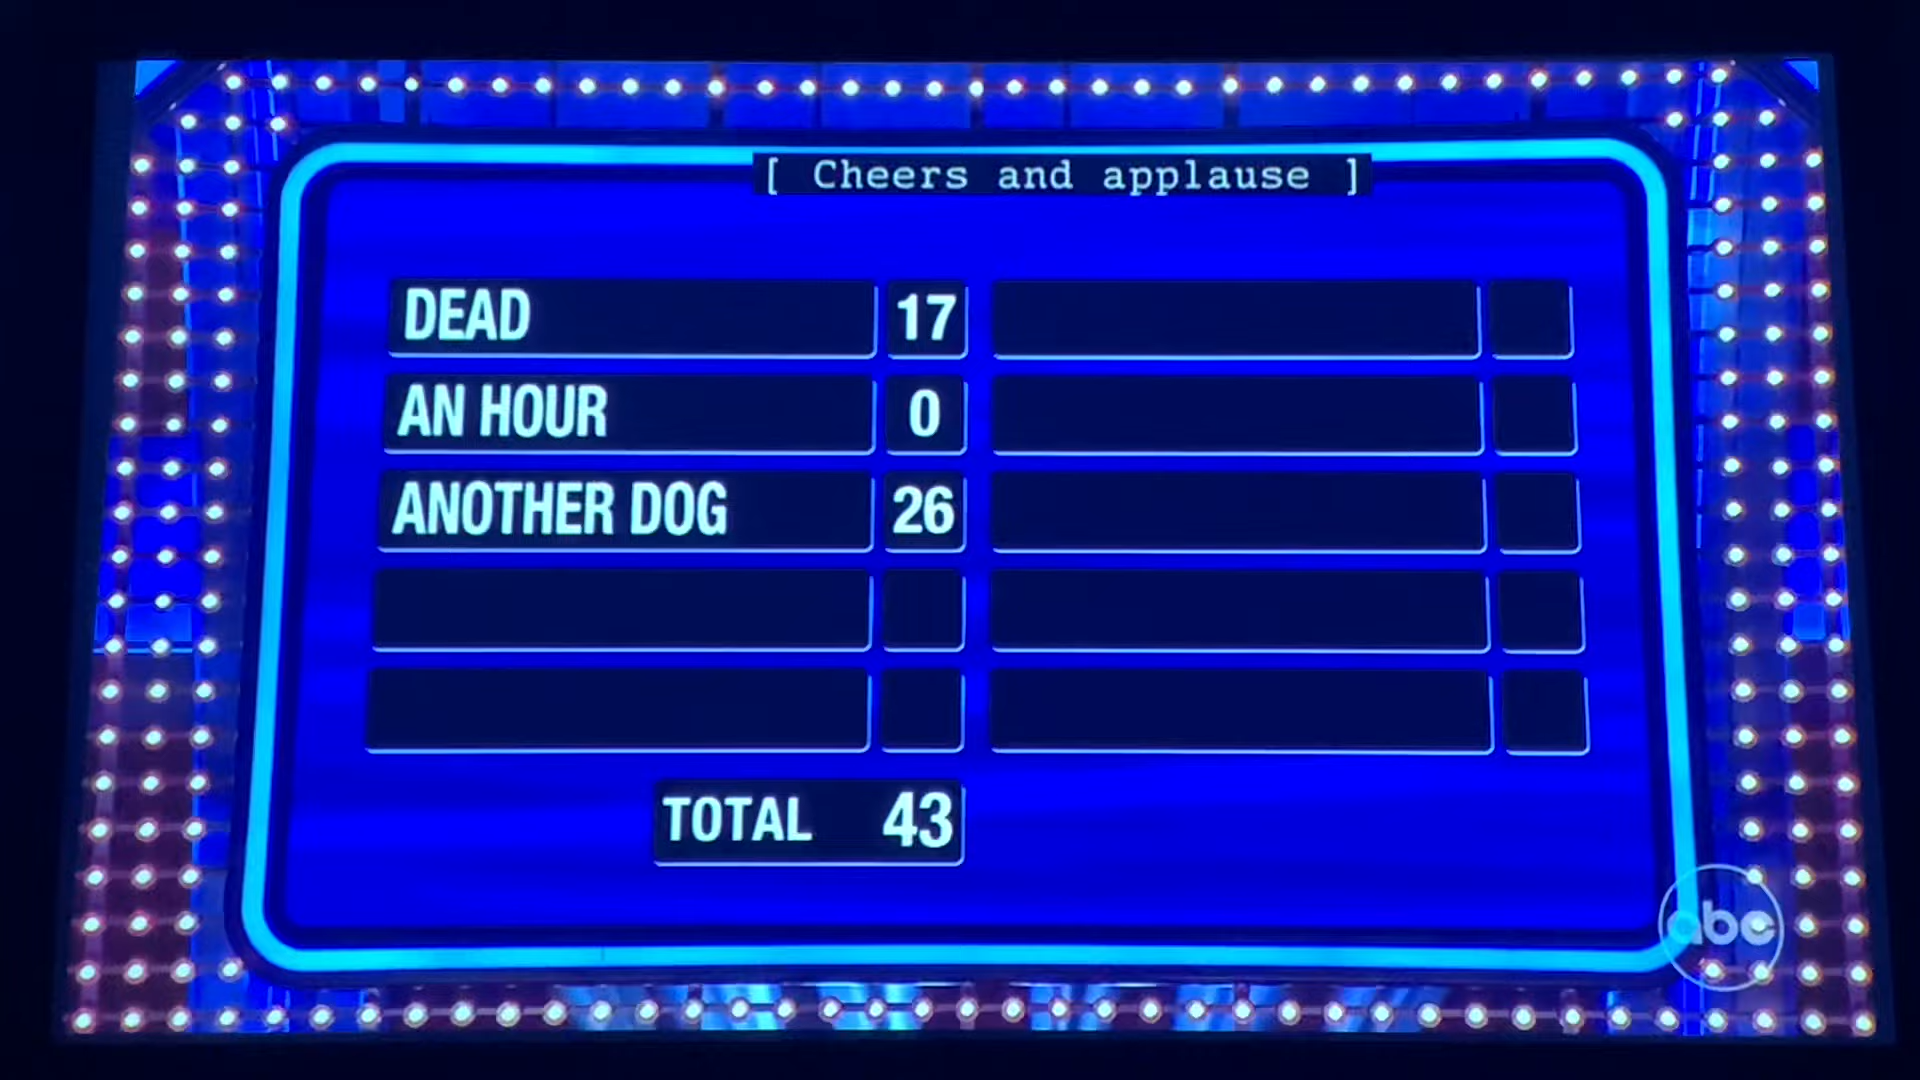 [ Cheers and applause ]
DEAD 17
AN HOUR 0
ANOTHER DOG 26
TOTAL 43
abc